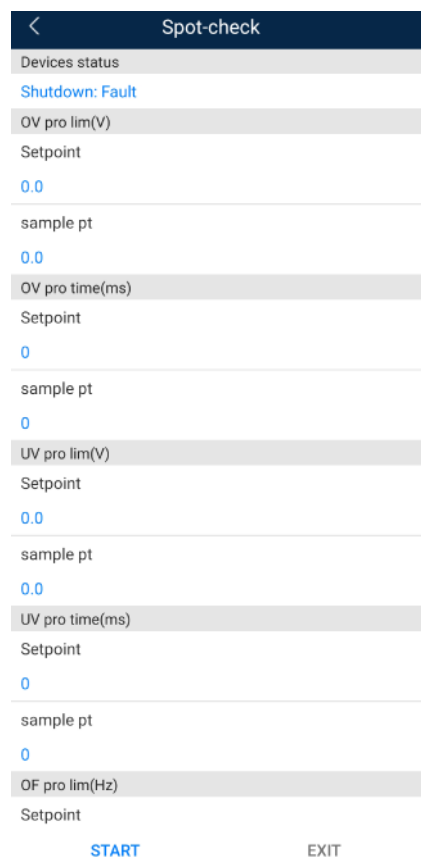 Spot-check
Devices status
Shutdown: Fault
OV pro lim(V)
Setpoint
0.0
sample pt
0.0
OV pro time(ms)
Setpoint
0
sample pt
0
UV pro lim(V)
Setpoint
0.0
sample pt
0.0
UV pro time(ms)
Setpoint
0
sample pt
0
OF pro lim(Hz)
Setpoint
START EXIT